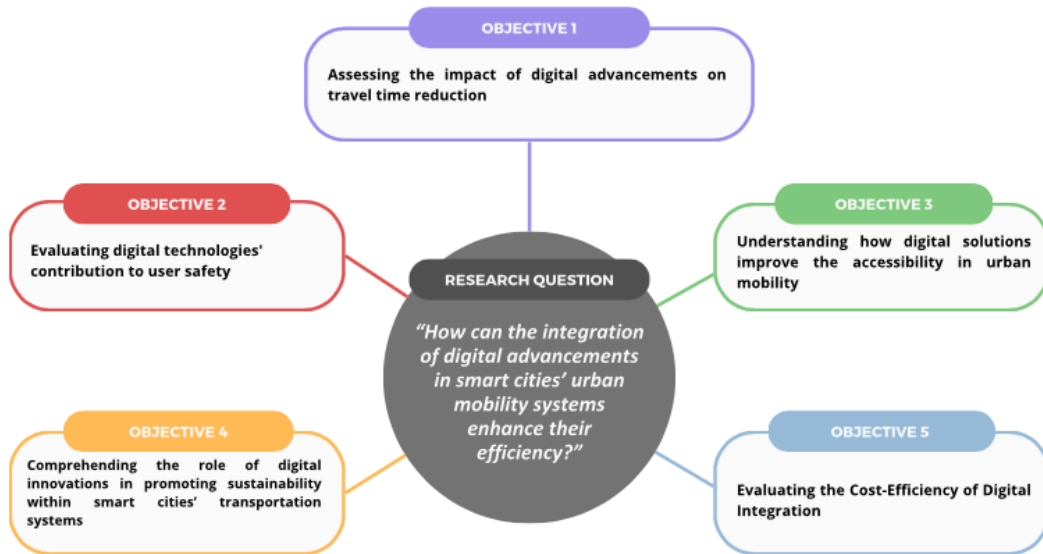 OBJECTIVE 1
Assessing the impact of digital advancements on
travel time reduction
OBJECTIVE 2
Evaluating digital technologies'
contribution to user safety
OBJECTIVE 3
Understanding how digital solutions
improve the accessibility in urban
mobility
RESEARCH QUESTION
“How can the integration
of digital advancements
in smart cities’ urban
mobility systems
enhance their
efficiency?”
OBJECTIVE 4
Comprehending the role of digital
innovations in promoting sustainability
within smart cities’ transportation
systems
OBJECTIVE 5
Evaluating the Cost-Efficiency of Digital
Integration